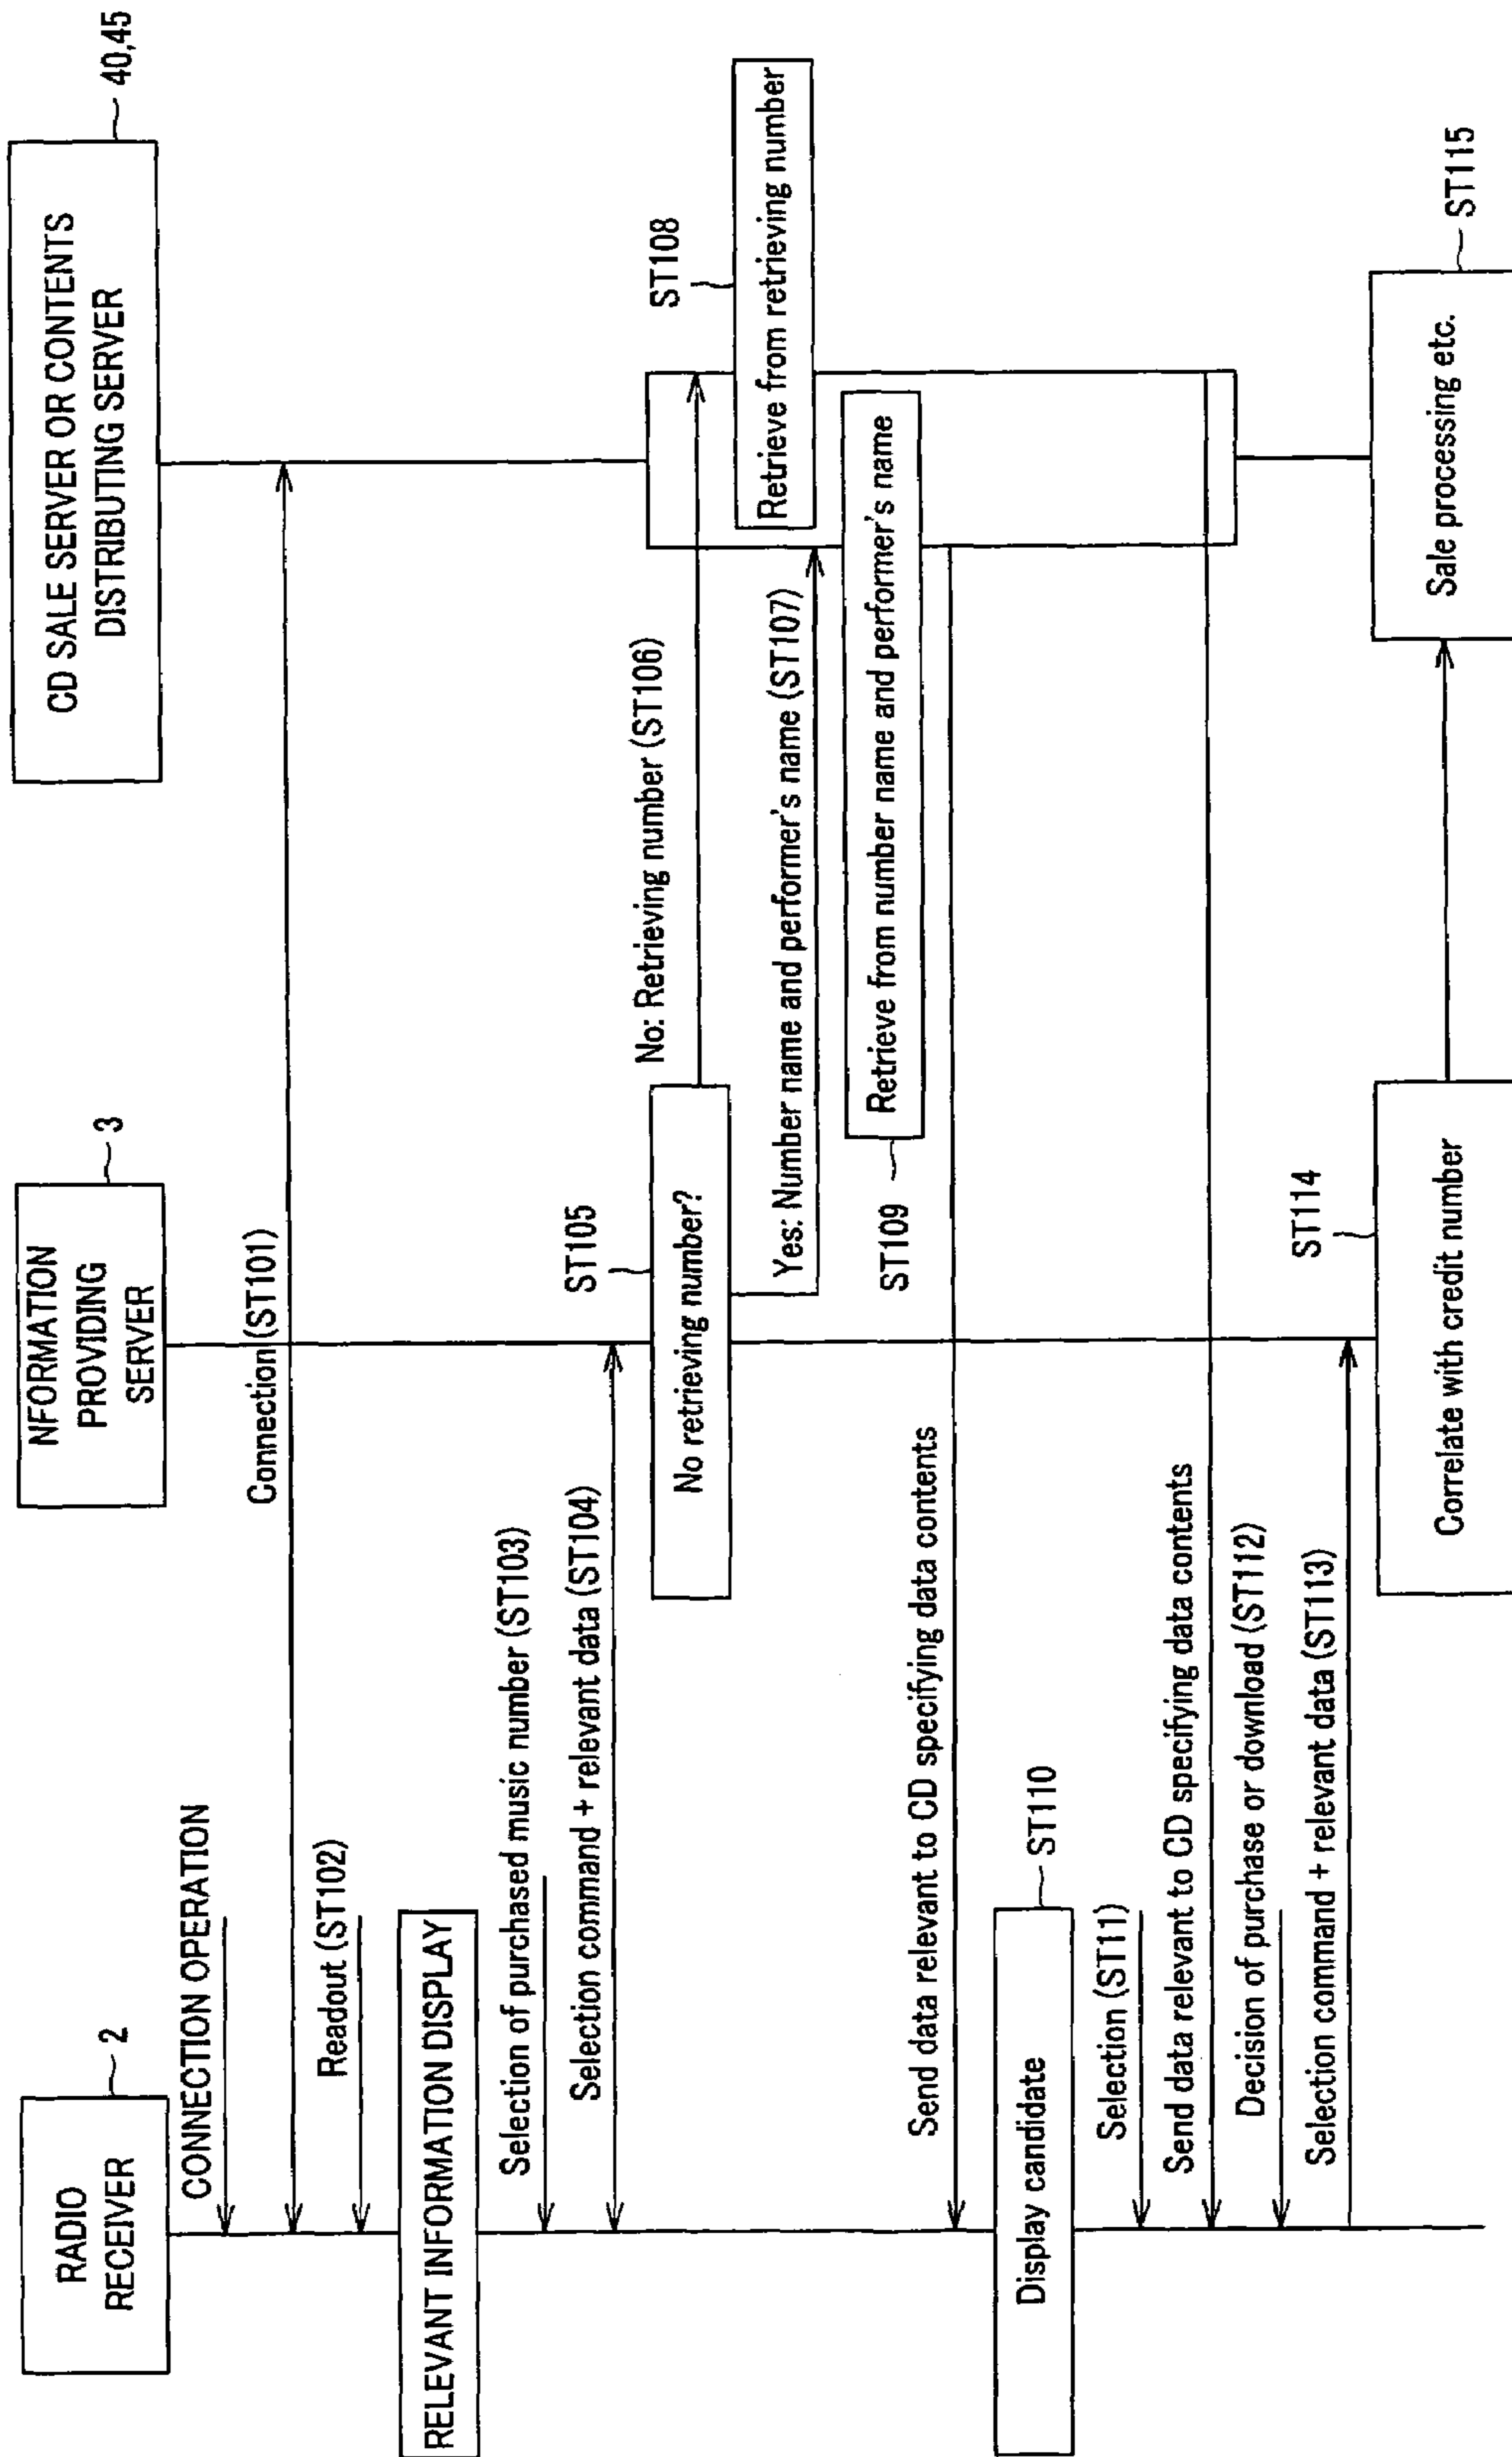 RADIO
RECEIVER
2
NFORMATION
PROVIDING
SERVER
3
CD SALE SERVER OR CONTENTS
DISTRIBUTING SERVER
40,45
CONNECTION OPERATION
Connection (ST101)
Readout (ST102)
RELEVANT INFORMATION DISPLAY
Selection of purchased music number (ST103)
Selection command + relevant data (ST104)
ST105
No retrieving number?
No: Retrieving number (ST106)
ST108
Retrieve from retrieving number
Yes: Number name and performer's name (ST107)
ST109
Retrieve from number name and performer's name
Send data relevant to CD specifying data contents
Display candidate
ST110
Selection (ST11)
Send data relevant to CD specifying data contents
Decision of purchase or download (ST112)
Selection command + relevant data (ST113)
ST114
Correlate with credit number
Sale processing etc.
ST115